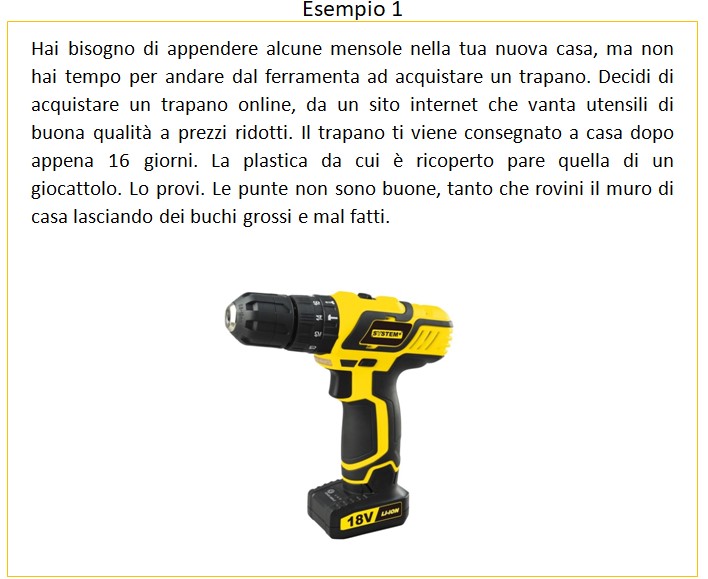 Esempio 1
Hai bisogno di appendere alcune mensole nella tua nuova casa, ma non
hai tempo per andare dal ferramenta ad acquistare un trapano. Decidi di
acquistare un trapano online, da un sito internet che vanta utensili di
buona qualità a prezzi ridotti. Il trapano ti viene consegnato a casa dopo
appena 16 giorni. La plastica da cui è ricoperto pare quella di un
giocattolo. Lo provi. Le punte non sono buone, tanto che rovini il muro di
casa lasciando dei buchi grossi e mal fatti.
SYSTEM+
18V LI-ION